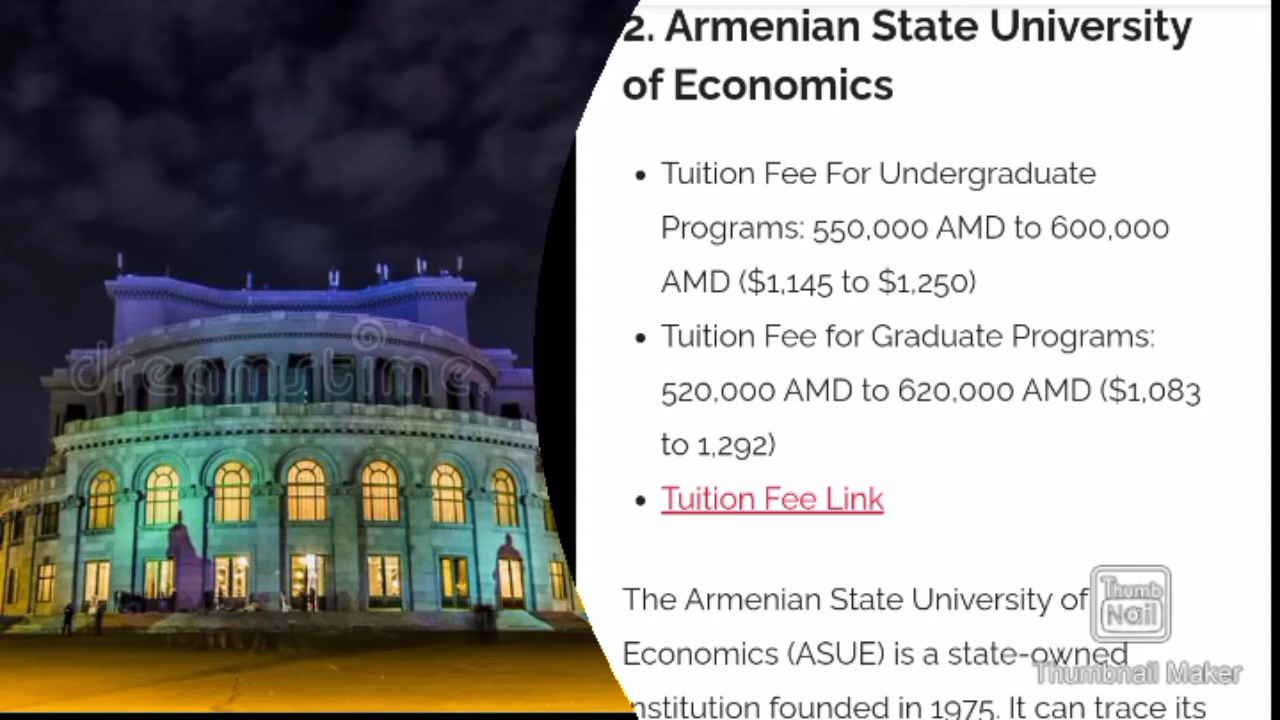 2. Armenian State University
of Economics
• Tuition Fee For Undergraduate
Programs: 550,000 AMD to 600,000
AMD ($1,145 to $1,250)
• Tuition Fee for Graduate Programs:
520,000 AMD to 620,000 AMD ($1,083
to 1,292)
• Tuition Fee Link
The Armenian State University of
Economics (ASUE) is a state-owned
institution founded in 1975. It can trace its
dreamstime
Thumb
Nail
Thumbnail Maker